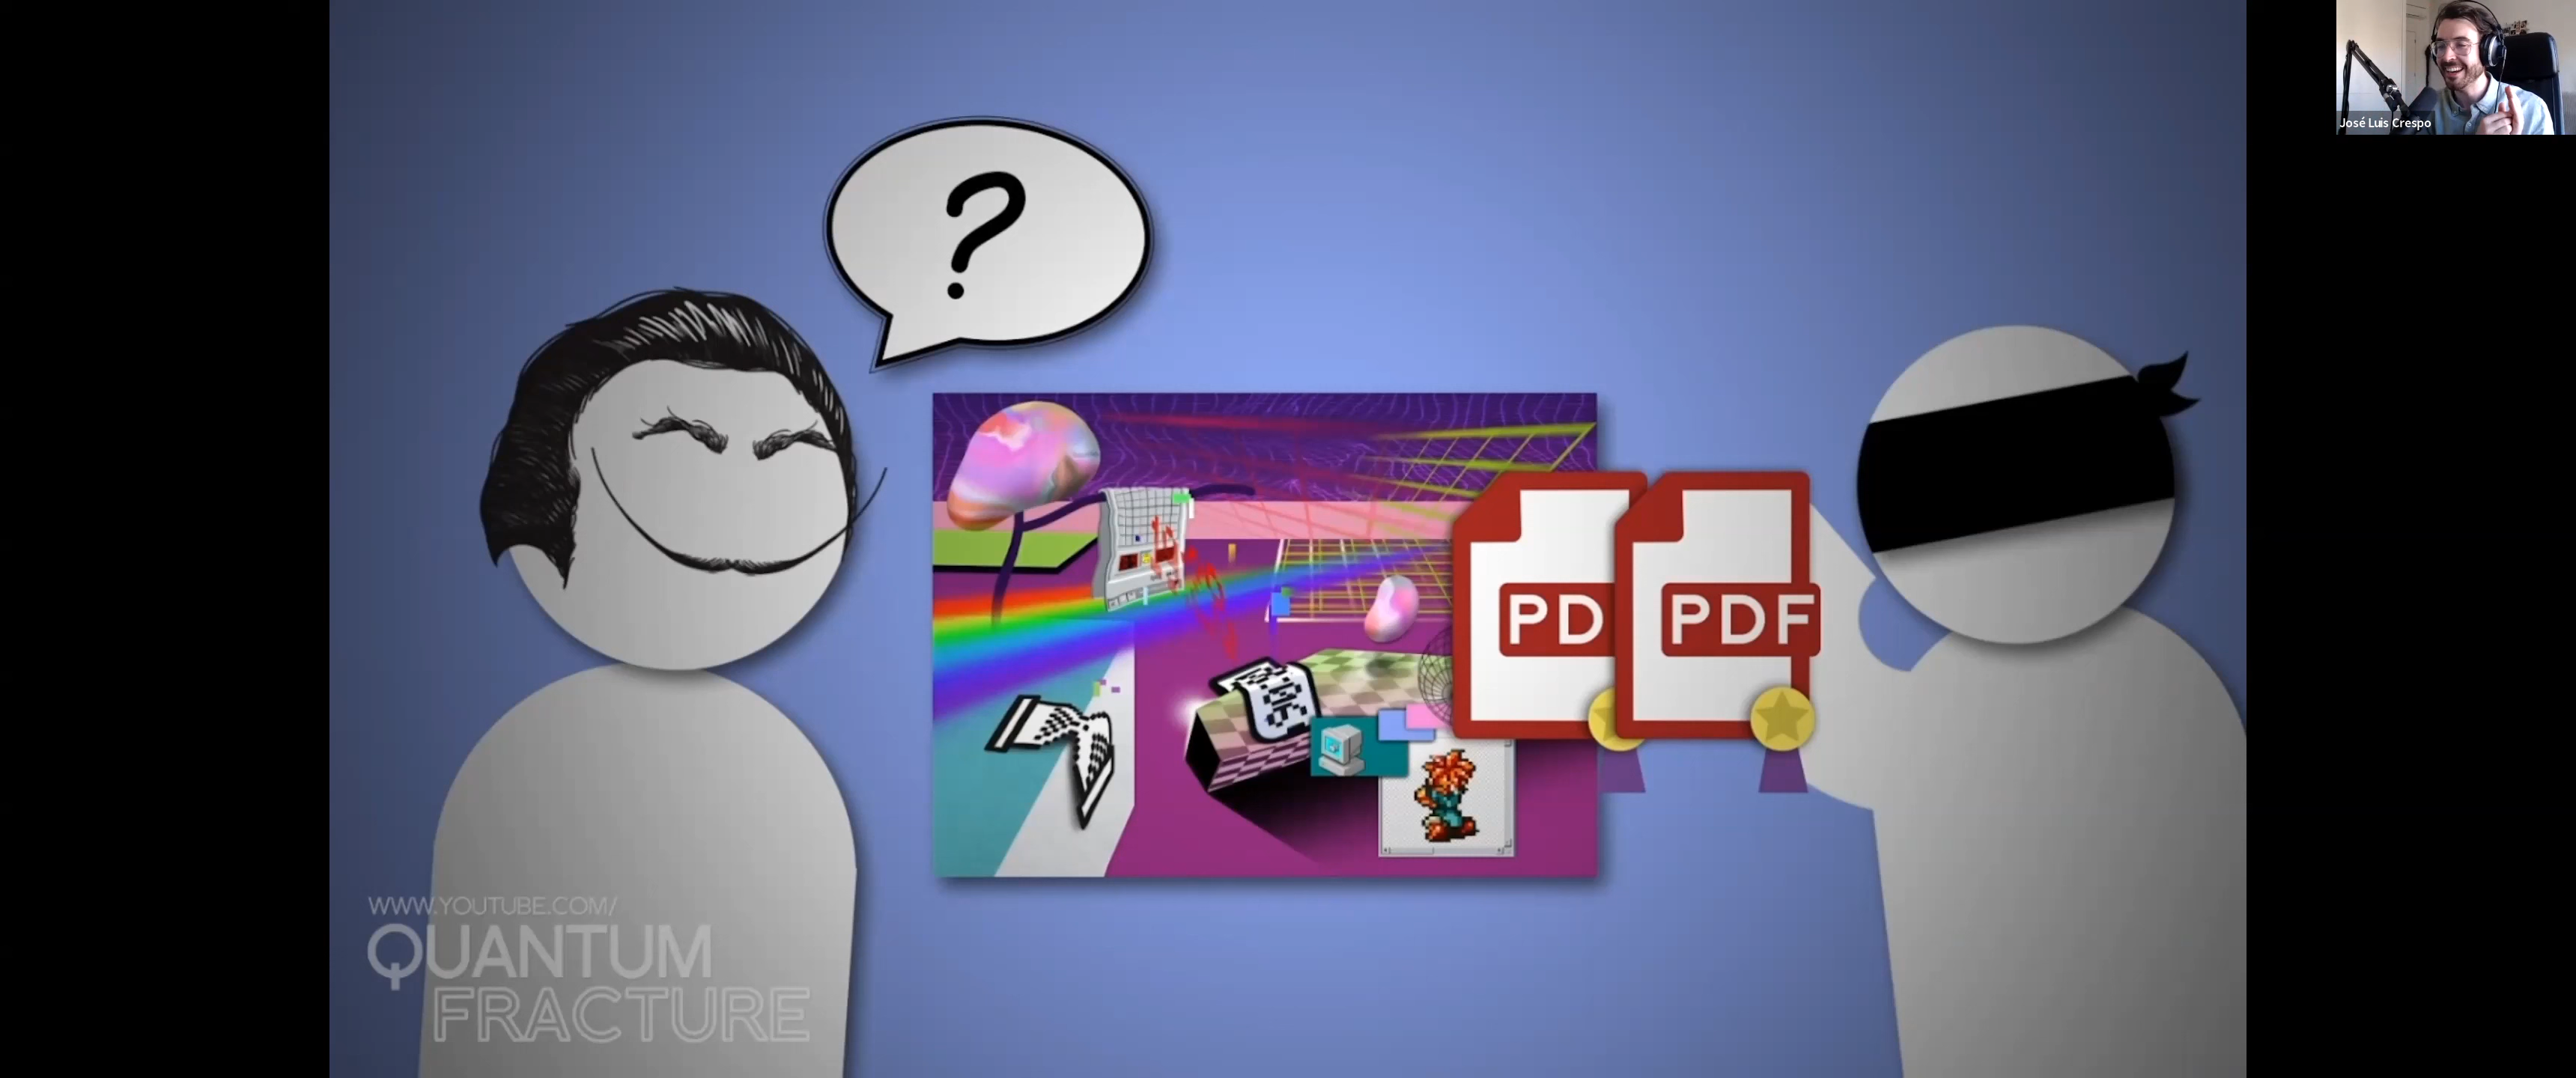 ?
José Luis Crespo
PD
PDF
WWW.YOUTUBE.COM/
QUANTUM
FRACTURE